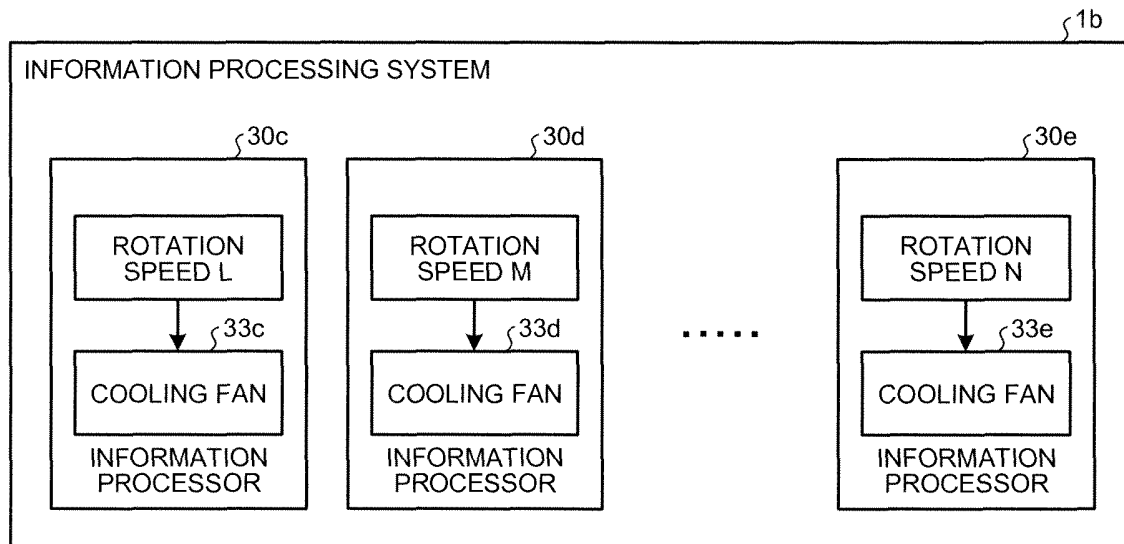 1b
INFORMATION PROCESSING SYSTEM
30c
ROTATION
SPEED L
33c
COOLING FAN
INFORMATION
PROCESSOR
30d
ROTATION
SPEED M
33d
COOLING FAN
INFORMATION
PROCESSOR
.....
30e
ROTATION
SPEED N
33e
COOLING FAN
INFORMATION
PROCESSOR